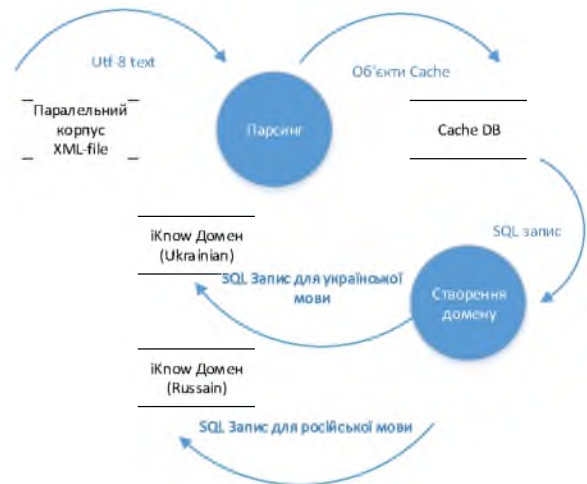 Utf-8 text
Об'єкти Cache
Паралельний
корпус
XML-file
Парсинг
Cache DB
SQL запис
iKnow Домен
(Ukrainian)
SQL Запис для української
мови
Створення
домену
iKnow Домен
(Russain)
SQL Запис для російської мови